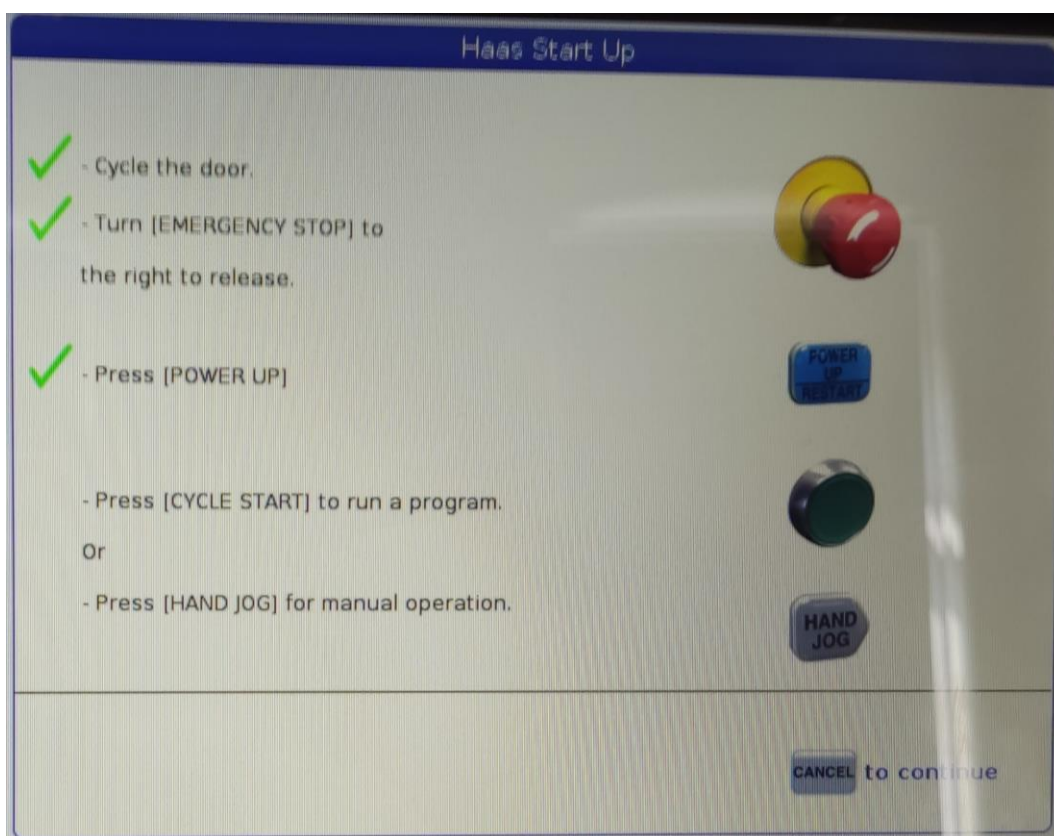 Haas Start Up
- Cycle the door.
- Turn [EMERGENCY STOP] to
the right to release.
POWER
UP
RESTART
- Press [POWER UP]
- Press [CYCLE START] to run a program.
Or
- Press [HAND JOG] for manual operation.
HAND
JOG
CANCEL to continue